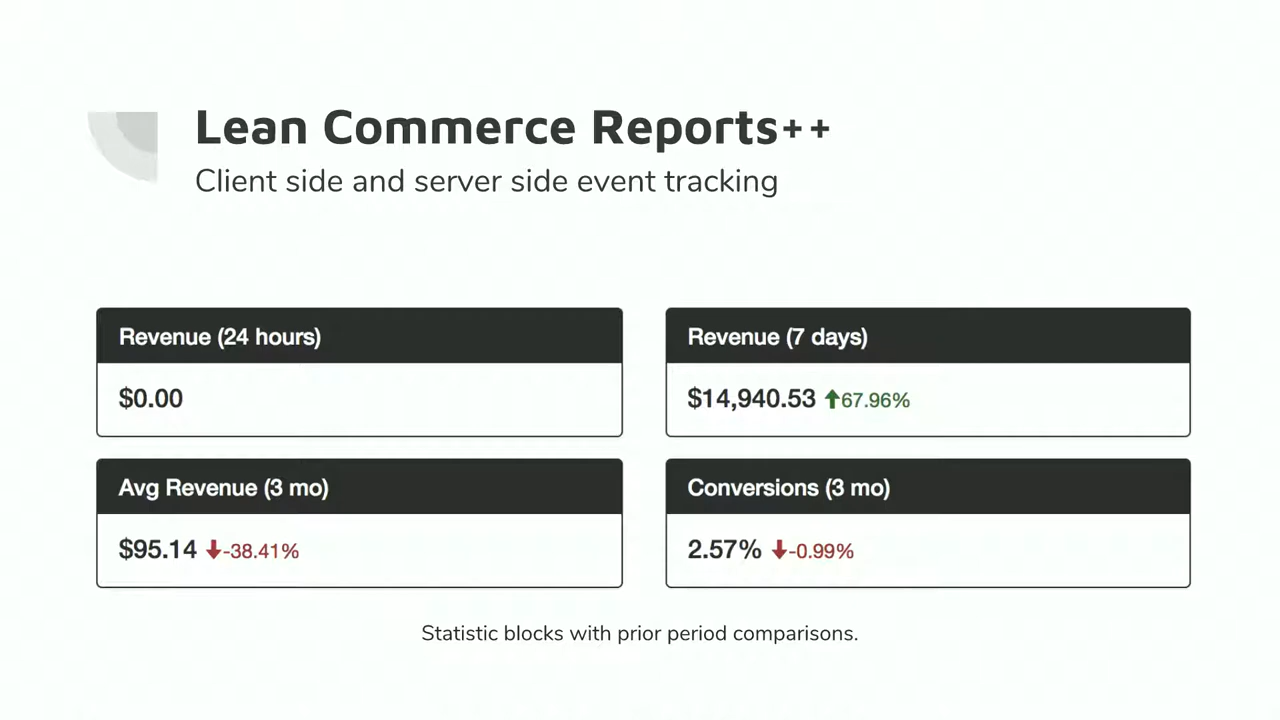 Lean Commerce Reports++
Client side and server side event tracking
Revenue (24 hours)
$0.00
Revenue (7 days)
$14,940.53 67.96%
Avg Revenue (3 mo)
$95.14 -38.41%
Conversions (3 mo)
2.57% -0.99%
Statistic blocks with prior period comparisons.